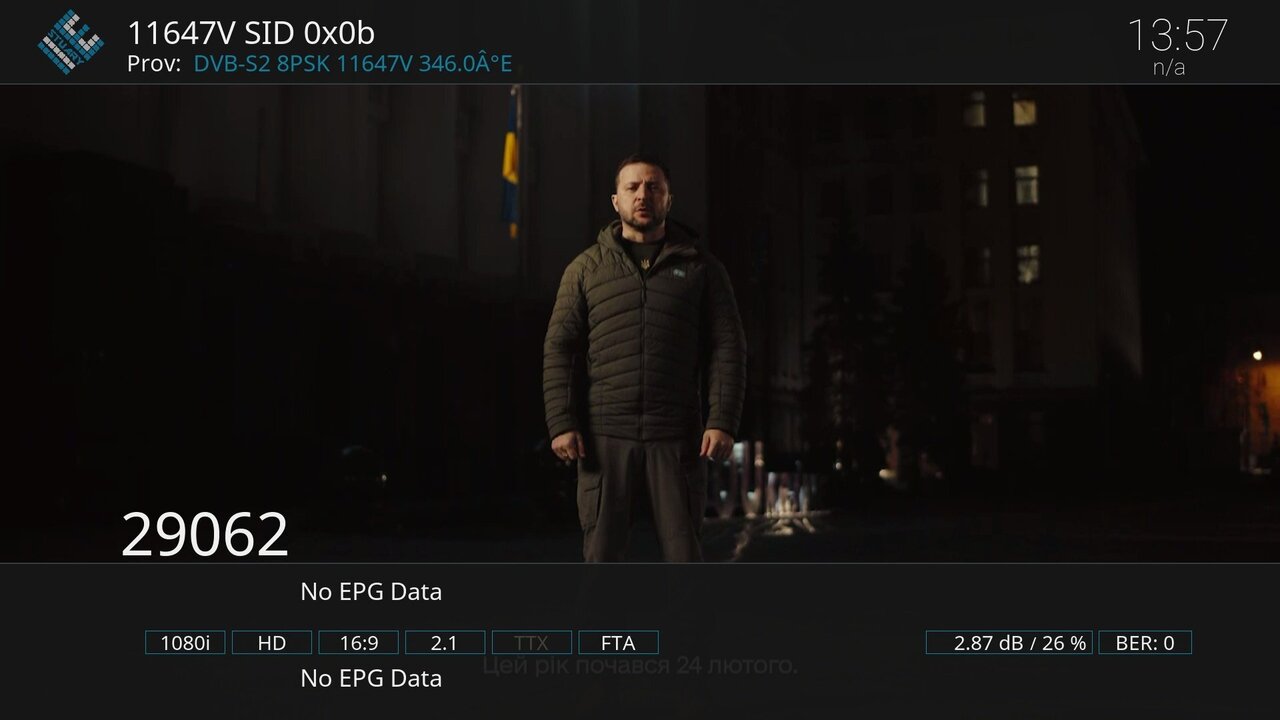 11647V SID 0x0b
Prov: DVB-S2 8PSK 11647V 346.0Â°E
13:57
n/a
29062
No EPG Data
1080i HD 16:9 2.1 TTX FTA 2.87 dB / 26 % BER: 0
Цей рік почався 24 лютого.
No EPG Data